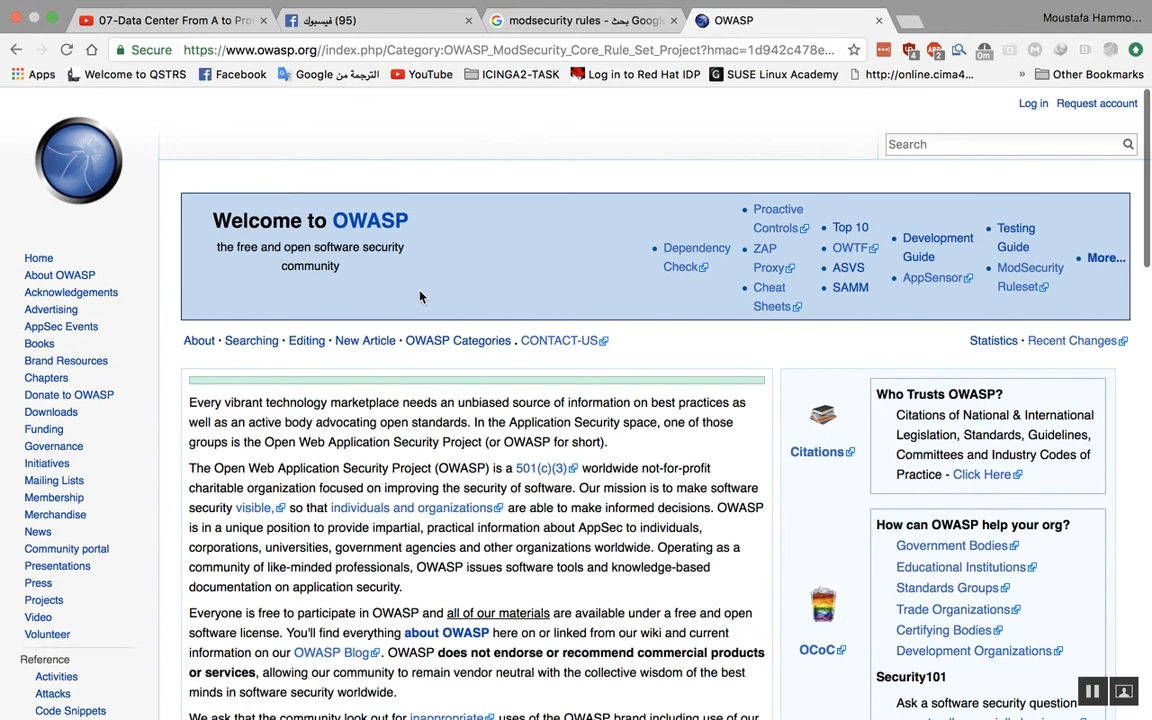 07-Data Center From A to Pro
(95) فيسبوك
modsecurity rules - بحث Google
OWASP
Moustafa Hammo...
Secure
https://www.owasp.org/index.php/Category:OWASP_ModSecurity_Core_Rule_Set_Project?hmac=1d942c478e...
4
2
0m
Apps
Welcome to QSTRS
Facebook
Google الترجمة من
YouTube
ICINGA2-TASK
Log in to Red Hat IDP
SUSE Linux Academy
http://online.cima4...
»
Other Bookmarks
Log in
Request account
Search
Home
About OWASP
Acknowledgements
Advertising
AppSec Events
Books
Brand Resources
Chapters
Donate to OWASP
Downloads
Funding
Governance
Initiatives
Mailing Lists
Membership
Merchandise
News
Community portal
Presentations
Press
Projects
Video
Volunteer
Reference
Activities
Attacks
Code Snippets
Welcome to OWASP
the free and open software security
community
Dependency
Check
Proactive
Controls
ZAP
Proxy
Cheat
Sheets
Top 10
OWTF
ASVS
SAMM
Development
Guide
AppSensor
Testing
Guide
ModSecurity
Ruleset
More...
About · Searching · Editing · New Article · OWASP Categories . CONTACT-US
Statistics · Recent Changes
Every vibrant technology marketplace needs an unbiased source of information on best practices as
well as an active body advocating open standards. In the Application Security space, one of those
groups is the Open Web Application Security Project (or OWASP for short).
The Open Web Application Security Project (OWASP) is a 501(c)(3) worldwide not-for-profit
charitable organization focused on improving the security of software. Our mission is to make software
security visible, so that individuals and organizations are able to make informed decisions. OWASP
is in a unique position to provide impartial, practical information about AppSec to individuals,
corporations, universities, government agencies and other organizations worldwide. Operating as a
community of like-minded professionals, OWASP issues software tools and knowledge-based
documentation on application security.
Everyone is free to participate in OWASP and all of our materials are available under a free and open
software license. You'll find everything about OWASP here on or linked from our wiki and current
information on our OWASP Blog. OWASP does not endorse or recommend commercial products
or services, allowing our community to remain vendor neutral with the collective wisdom of the best
minds in software security worldwide.
We ask that the community look out for inappropriate uses of the OWASP brand including use of our
Citations
Who Trusts OWASP?
Citations of National & International
Legislation, Standards, Guidelines,
Committees and Industry Codes of
Practice - Click Here
OCoC
How can OWASP help your org?
Government Bodies
Educational Institutions
Standards Groups
Trade Organizations
Certifying Bodies
Development Organizations
Security101
Ask a software security question